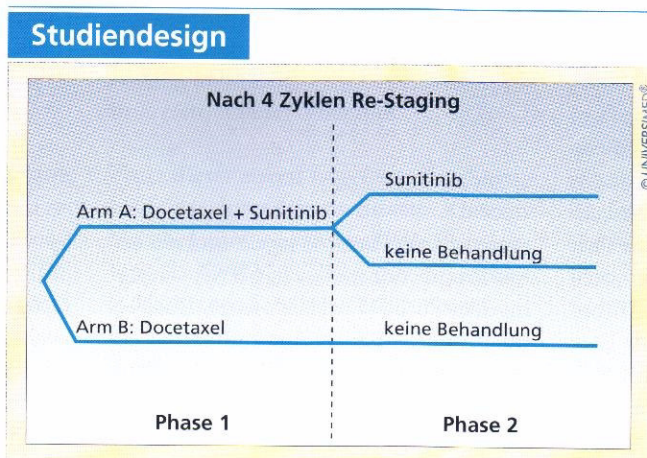 Studiendesign
Nach 4 Zyklen Re-Staging
Sunitinib
Arm A: Docetaxel + Sunitinib
keine Behandlung
Arm B: Docetaxel
keine Behandlung
Phase 1
Phase 2
© UNIVERSIMED®